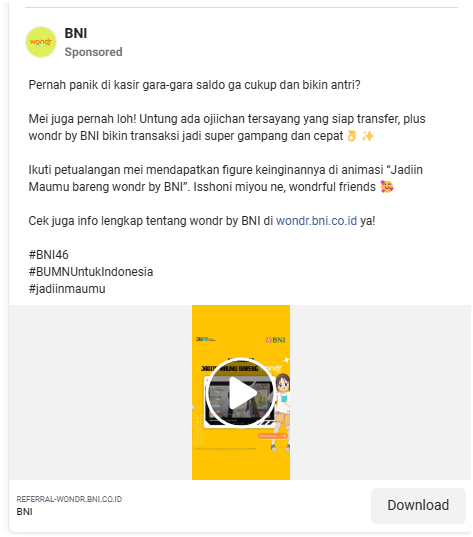 wondr
BNI
Sponsored
Pernah panik di kasir gara-gara saldo ga cukup dan bikin antri?
Mei juga pernah loh! Untung ada ojiichan tersayang yang siap transfer, plus
wondr by BNI bikin transaksi jadi super gampang dan cepat👌✨
Ikuti petualangan mei mendapatkan figure keinginannya di animasi “Jadiin
Maumu bareng wondr by BNI”. Isshoni miyou ne, wondrful friends 🥰
Cek juga info lengkap tentang wondr by BNI di wondr.bni.co.id ya!
#BNI46
#BUMNUntukIndonesia
#jadiinmaumu
BNI
JADIIN MAUMU BARENG wondr
REFERRAL-WONDR.BNI.CO.ID
BNI
Download